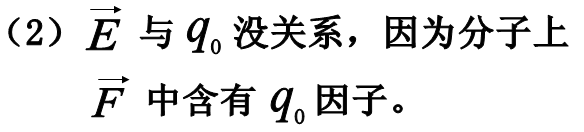 （2）$\vec{E}$ 与 $q_0$ 没关系，因为分子上
$\vec{F}$ 中含有 $q_0$ 因子。